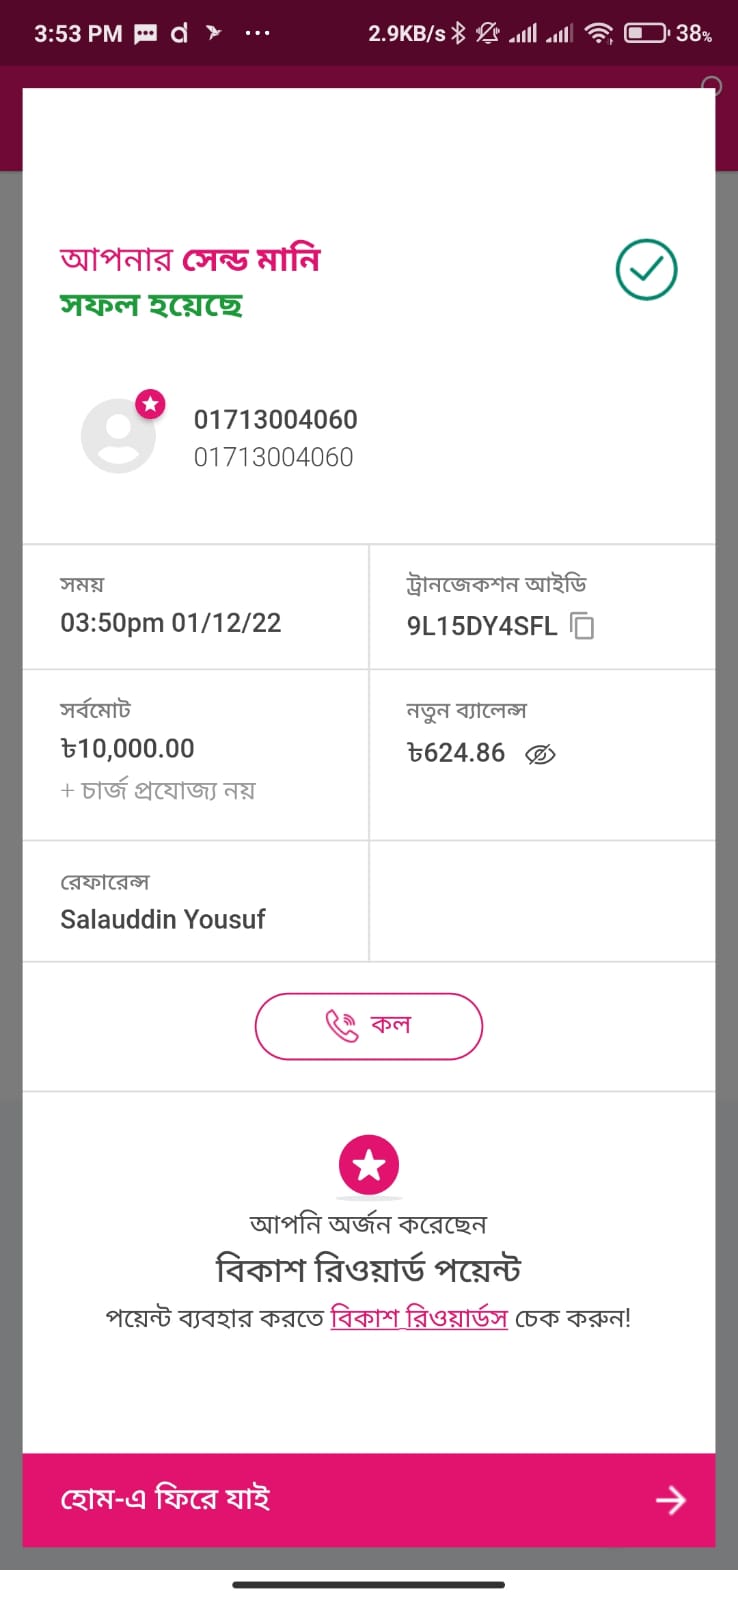 3:53 PM d ... 2.9KB/s 38%
আপনার সেন্ড মানি
সফল হয়েছে
01713004060
01713004060
সময়
03:50pm 01/12/22
ট্রানজেকশন আইডি
9L15DY4SFL
সর্বমোট
৳10,000.00
+ চার্জ প্রযোজ্য নয়
নতুন ব্যালেন্স
৳624.86
রেফারেন্স
Salauddin Yousuf
কল
আপনি অর্জন করেছেন
বিকাশ রিওয়ার্ড পয়েন্ট
পয়েন্ট ব্যবহার করতে বিকাশ রিওয়ার্ডস চেক করুন!
হোম-এ ফিরে যাই